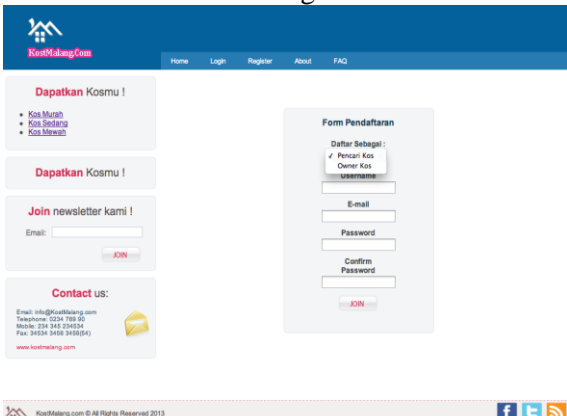 KostMalang.Com
Home Login Register About FAQ
Dapatkan Kosmu !
Kos Murah
Kos Sedang
Kos Mewah
Dapatkan Kosmu !
Join newsletter kami !
Email:
JOIN
Contact us:
Email: info@KostMalang.com
Telephone: 0234 789 90
Mobile: 234 345 234534
Fax: 34534 3456 3456(54)
www.kostmalang.com
Form Pendaftaran
Daftar Sebagai :
✓ Pencari Kos
Owner Kos
Username
E-mail
Password
Confirm
Password
JOIN
KostMalang.com © All Rights Reserved 2013